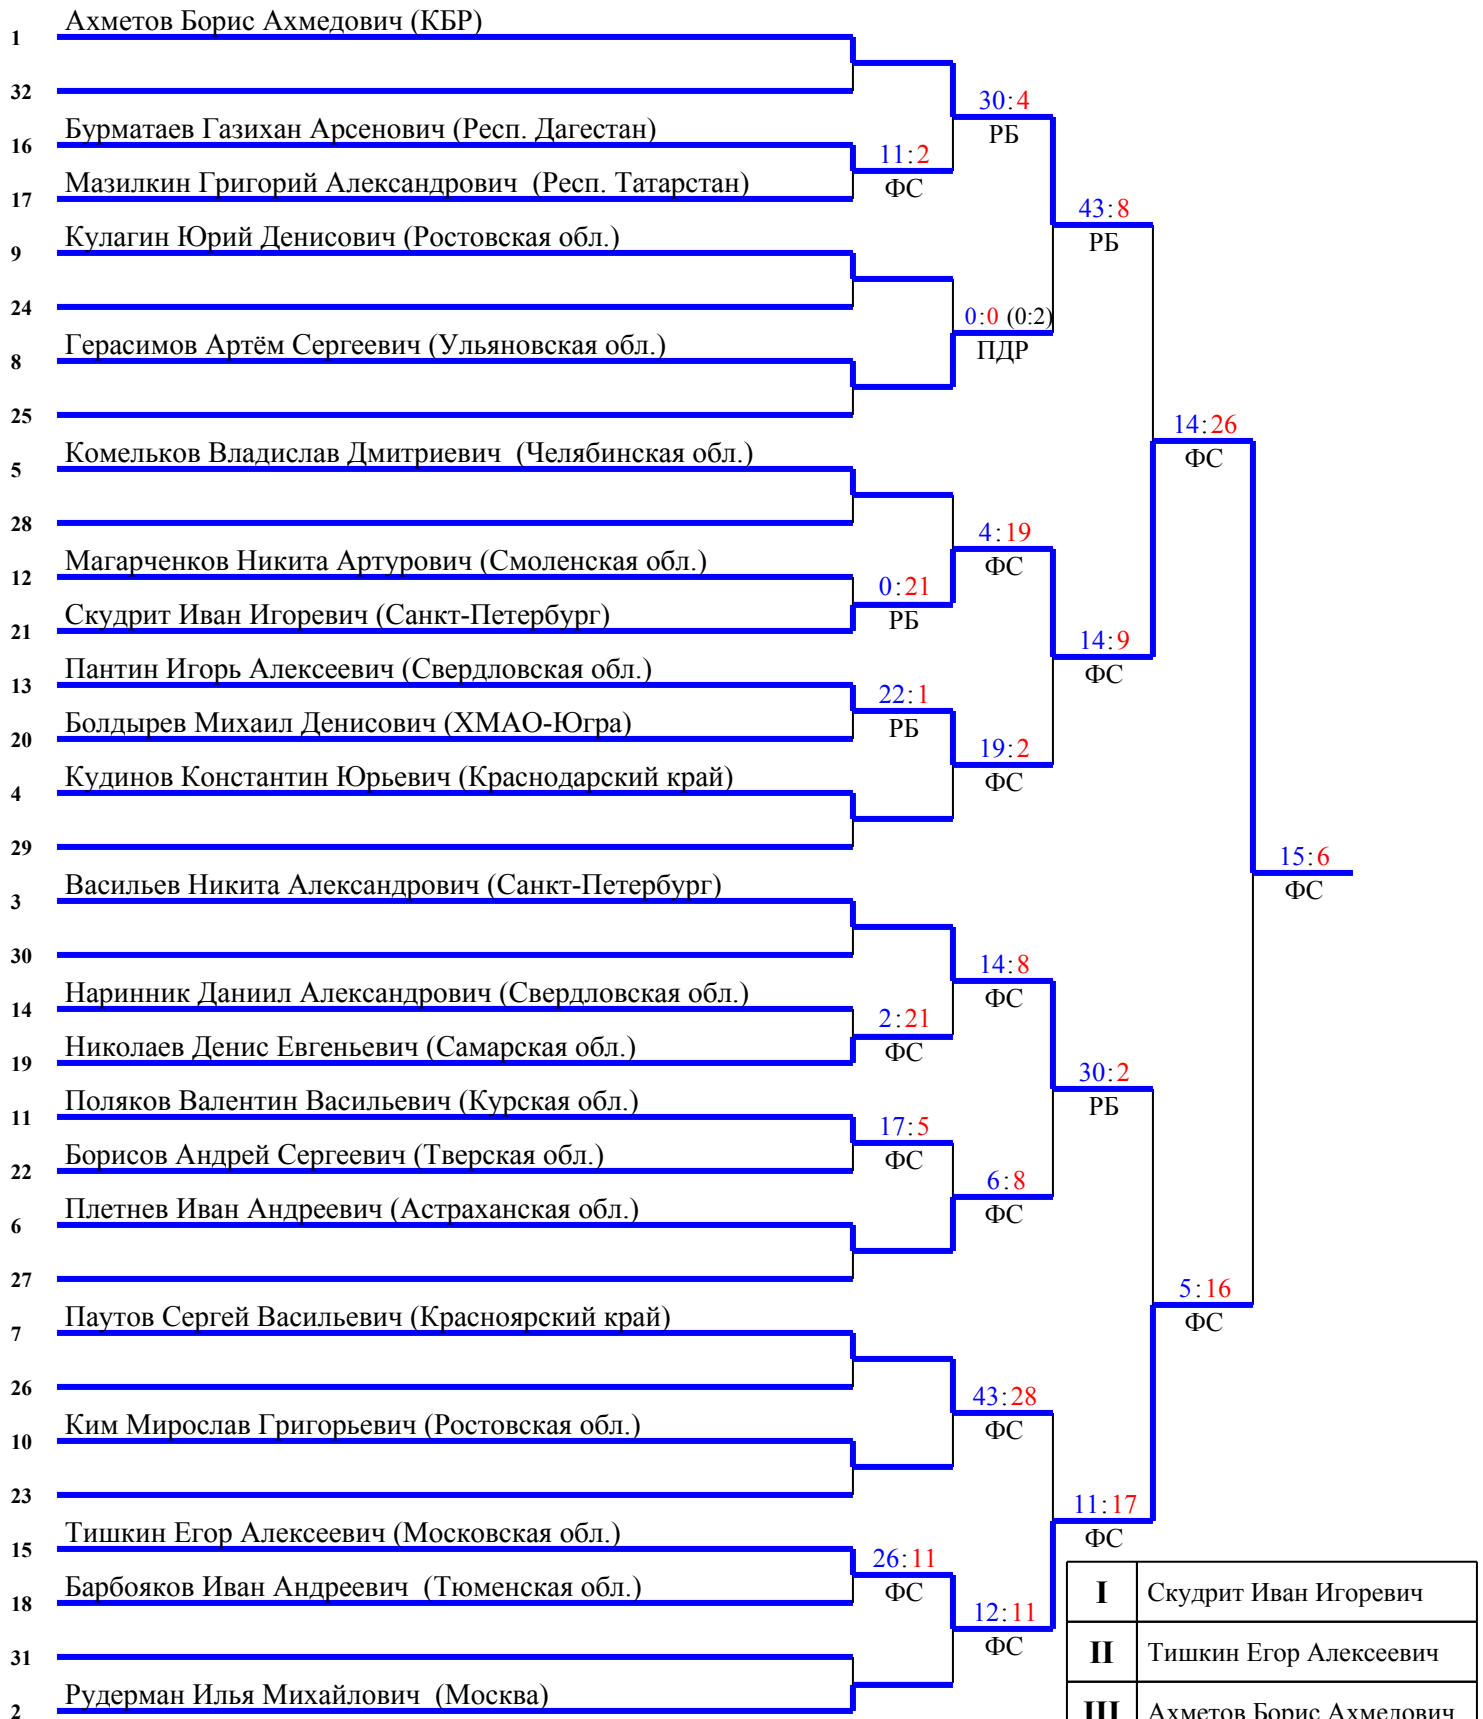 Ахметов Борис Ахмедович (КБР)
1
32
30:4
РБ
Бурматаев Газихан Арсенович (Респ. Дагестан)
16
11:2
ФС
Мазилкин Григорий Александрович (Респ. Татарстан)
17
43:8
РБ
Кулагин Юрий Денисович (Ростовская обл.)
9
24
0:0 (0:2)
ПДР
Герасимов Артём Сергеевич (Ульяновская обл.)
8
25
14:26
ФС
Комельков Владислав Дмитриевич (Челябинская обл.)
5
28
4:19
ФС
Магарченков Никита Артурович (Смоленская обл.)
12
0:21
РБ
Скудрит Иван Игоревич (Санкт-Петербург)
21
14:9
ФС
Пантин Игорь Алексеевич (Свердловская обл.)
13
22:1
РБ
Болдырев Михаил Денисович (ХМАО-Югра)
20
19:2
ФС
Кудинов Константин Юрьевич (Краснодарский край)
4
29
15:6
ФС
Васильев Никита Александрович (Санкт-Петербург)
3
30
14:8
ФС
Наринник Даниил Александрович (Свердловская обл.)
14
2:21
ФС
Николаев Денис Евгеньевич (Самарская обл.)
19
30:2
РБ
Поляков Валентин Васильевич (Курская обл.)
11
17:5
ФС
Борисов Андрей Сергеевич (Тверская обл.)
22
6:8
ФС
Плетнев Иван Андреевич (Астраханская обл.)
6
27
5:16
ФС
Паутов Сергей Васильевич (Красноярский край)
7
26
43:28
ФС
Ким Мирослав Григорьевич (Ростовская обл.)
10
23
11:17
ФС
Тишкин Егор Алексеевич (Московская обл.)
15
26:11
ФС
Барбояков Иван Андреевич (Тюменская обл.)
18
12:11
ФС
31
Рудерман Илья Михайлович (Москва)
2
I Скудрит Иван Игоревич
II Тишкин Егор Алексеевич
III Ахметов Борис Ахмедович